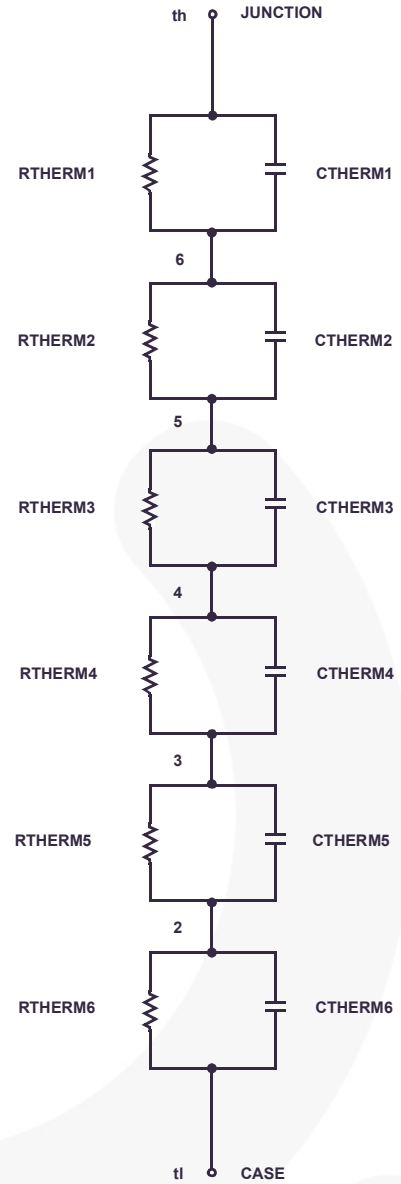 th JUNCTION
RTHERM1 CTHERM1
6
RTHERM2 CTHERM2
5
RTHERM3 CTHERM3
4
RTHERM4 CTHERM4
3
RTHERM5 CTHERM5
2
RTHERM6 CTHERM6
tl CASE